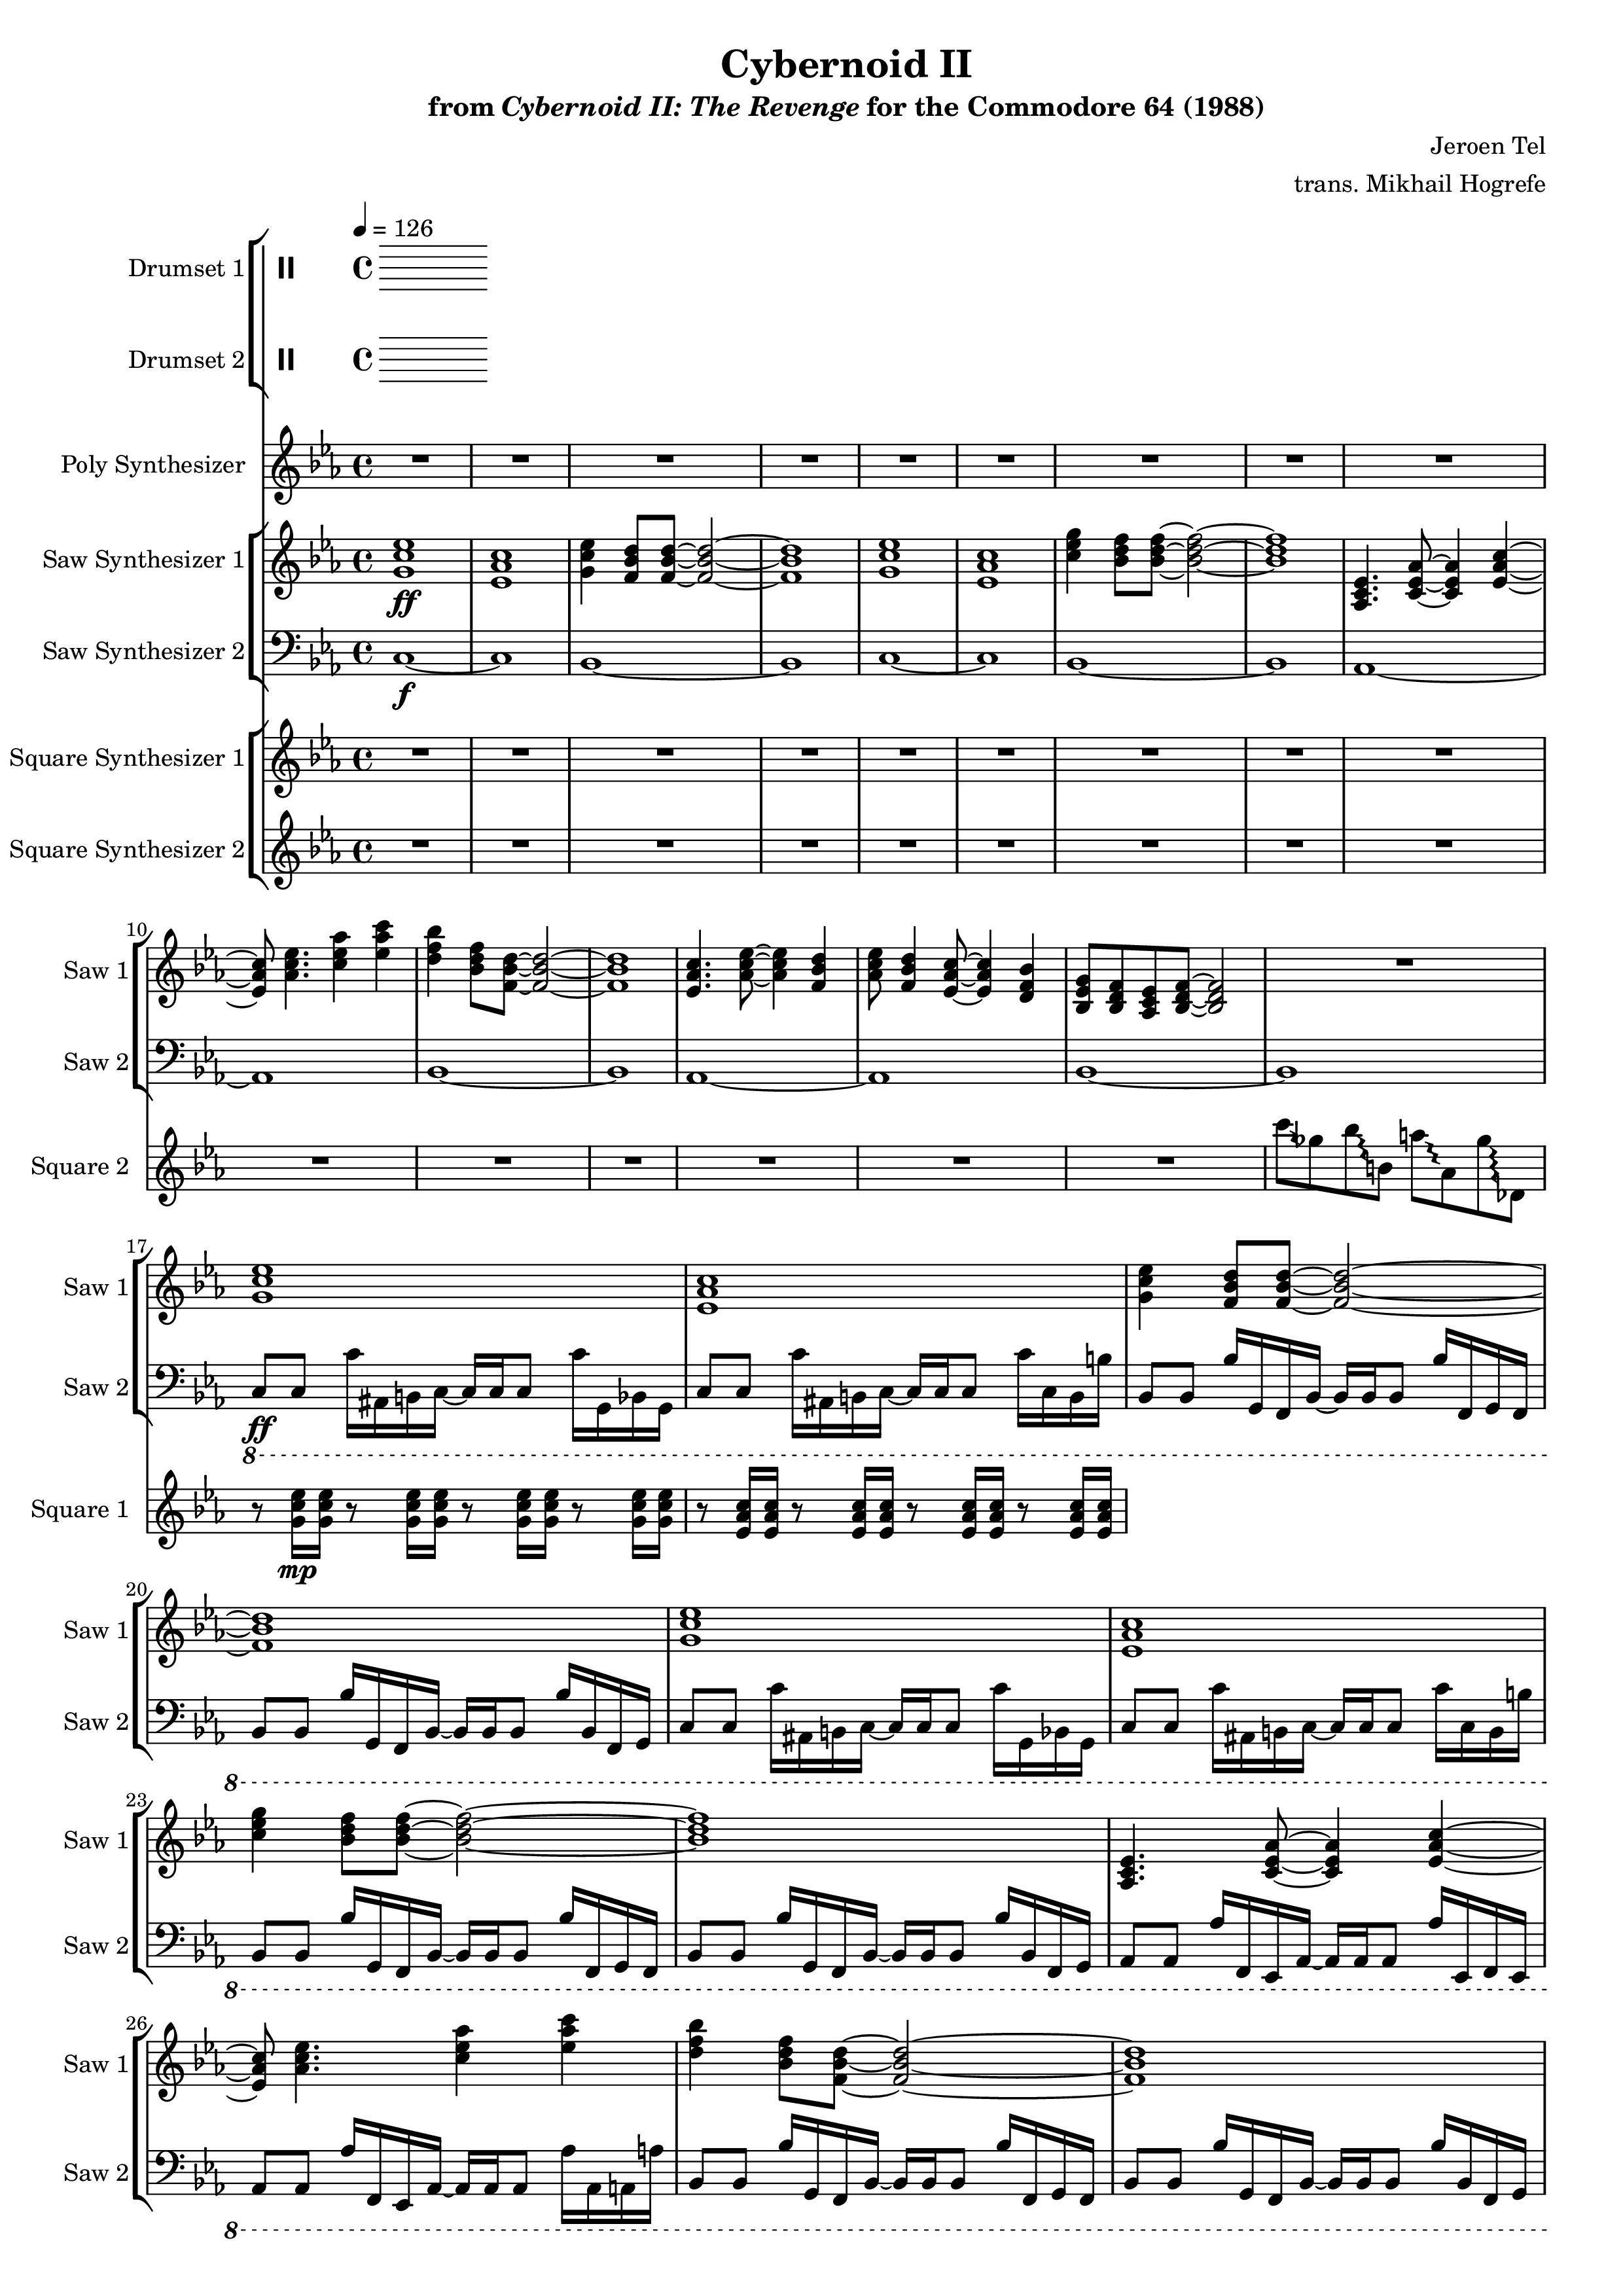 Cybernoid II
from Cybernoid II: The Revenge for the Commodore 64 (1988)
Jeroen Tel
trans. Mikhail Hogrefe
= 126
Drumset 1
Drumset 2
Poly Synthesizer
Saw Synthesizer 1
ff
Saw Synthesizer 2
f
Square Synthesizer 1
Square Synthesizer 2
10
Saw 1
Saw 2
Square 2
17
Saw 1
Saw 2
ff
8
Square 1
mp
20
Saw 1
Saw 2
8
23
Saw 1
Saw 2
8
26
Saw 1
Saw 2
8